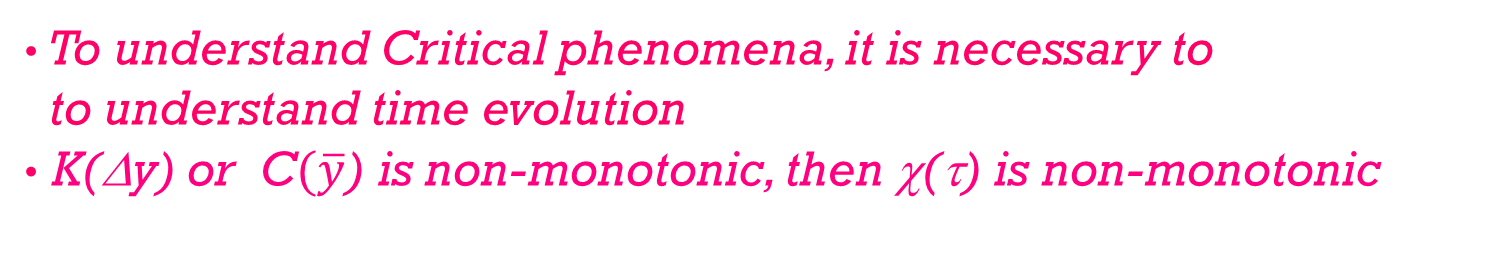 • To understand Critical phenomena, it is necessary to
to understand time evolution
• K(Δy) or C(ȳ) is non-monotonic, then χ(τ) is non-monotonic